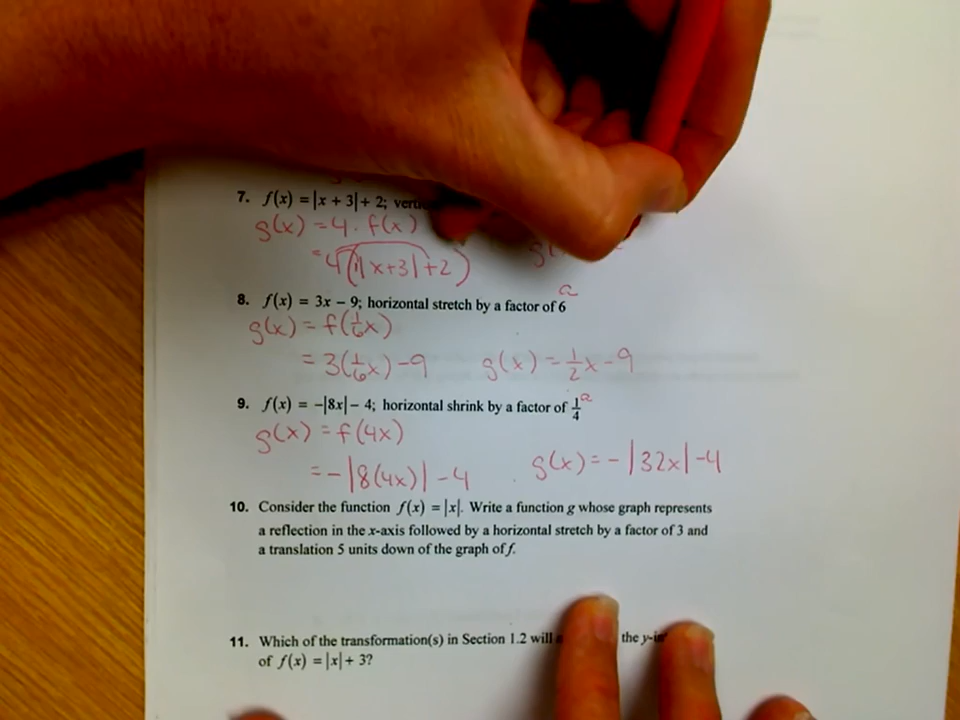 7. f(x) = |x + 3| + 2;
g(x) = 4 · f(x)
= 4(|x+3|+2)
8. f(x) = 3x – 9; horizontal stretch by a factor of 6
a
g(x) = f(1/6x)
= 3(1/6x)-9 g(x) = 1/2x-9
9. f(x) = –|8x| – 4; horizontal shrink by a factor of 1/4
a
g(x) = f(4x)
= -|8(4x)| -4 g(x) = -|32x| -4
10. Consider the function f(x) = |x|. Write a function g whose graph represents
a reflection in the x-axis followed by a horizontal stretch by a factor of 3 and
a translation 5 units down of the graph of f.
11. Which of the transformation(s) in Section 1.2 will the
of f(x) = |x| + 3?